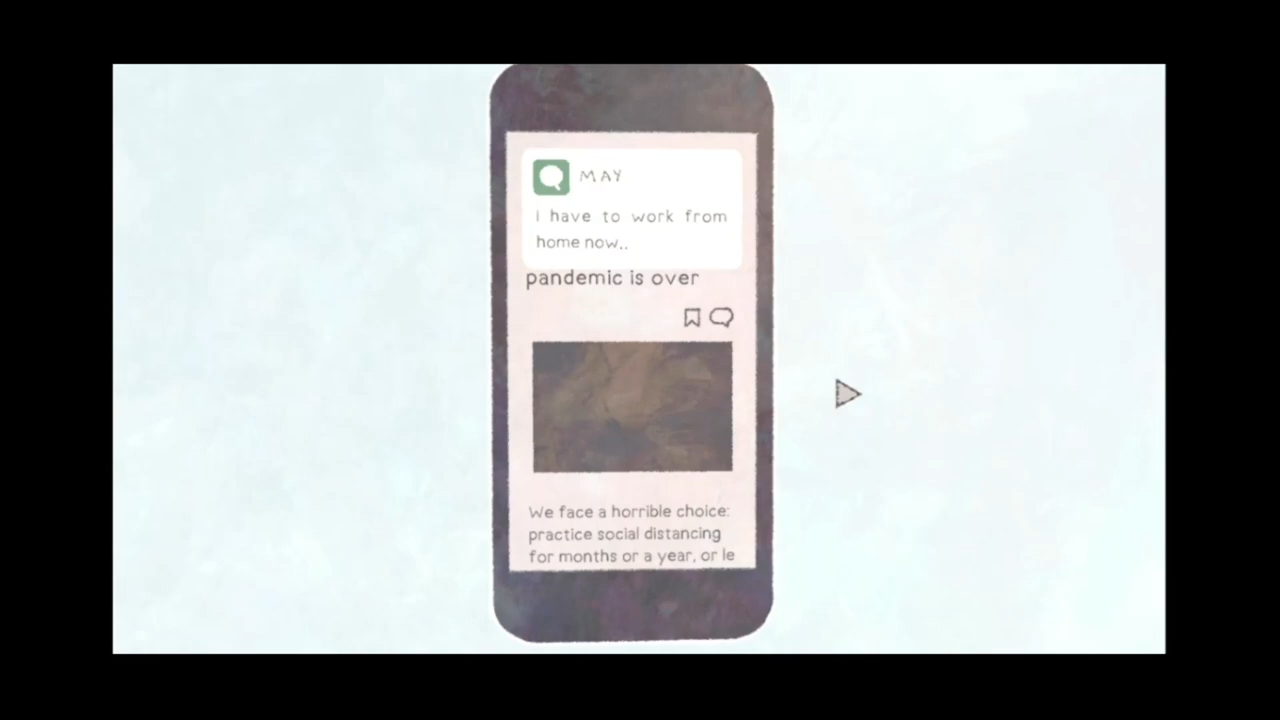 MAY
I have to work from
home now..
pandemic is over
We face a horrible choice:
practice social distancing
for months or a year, or le